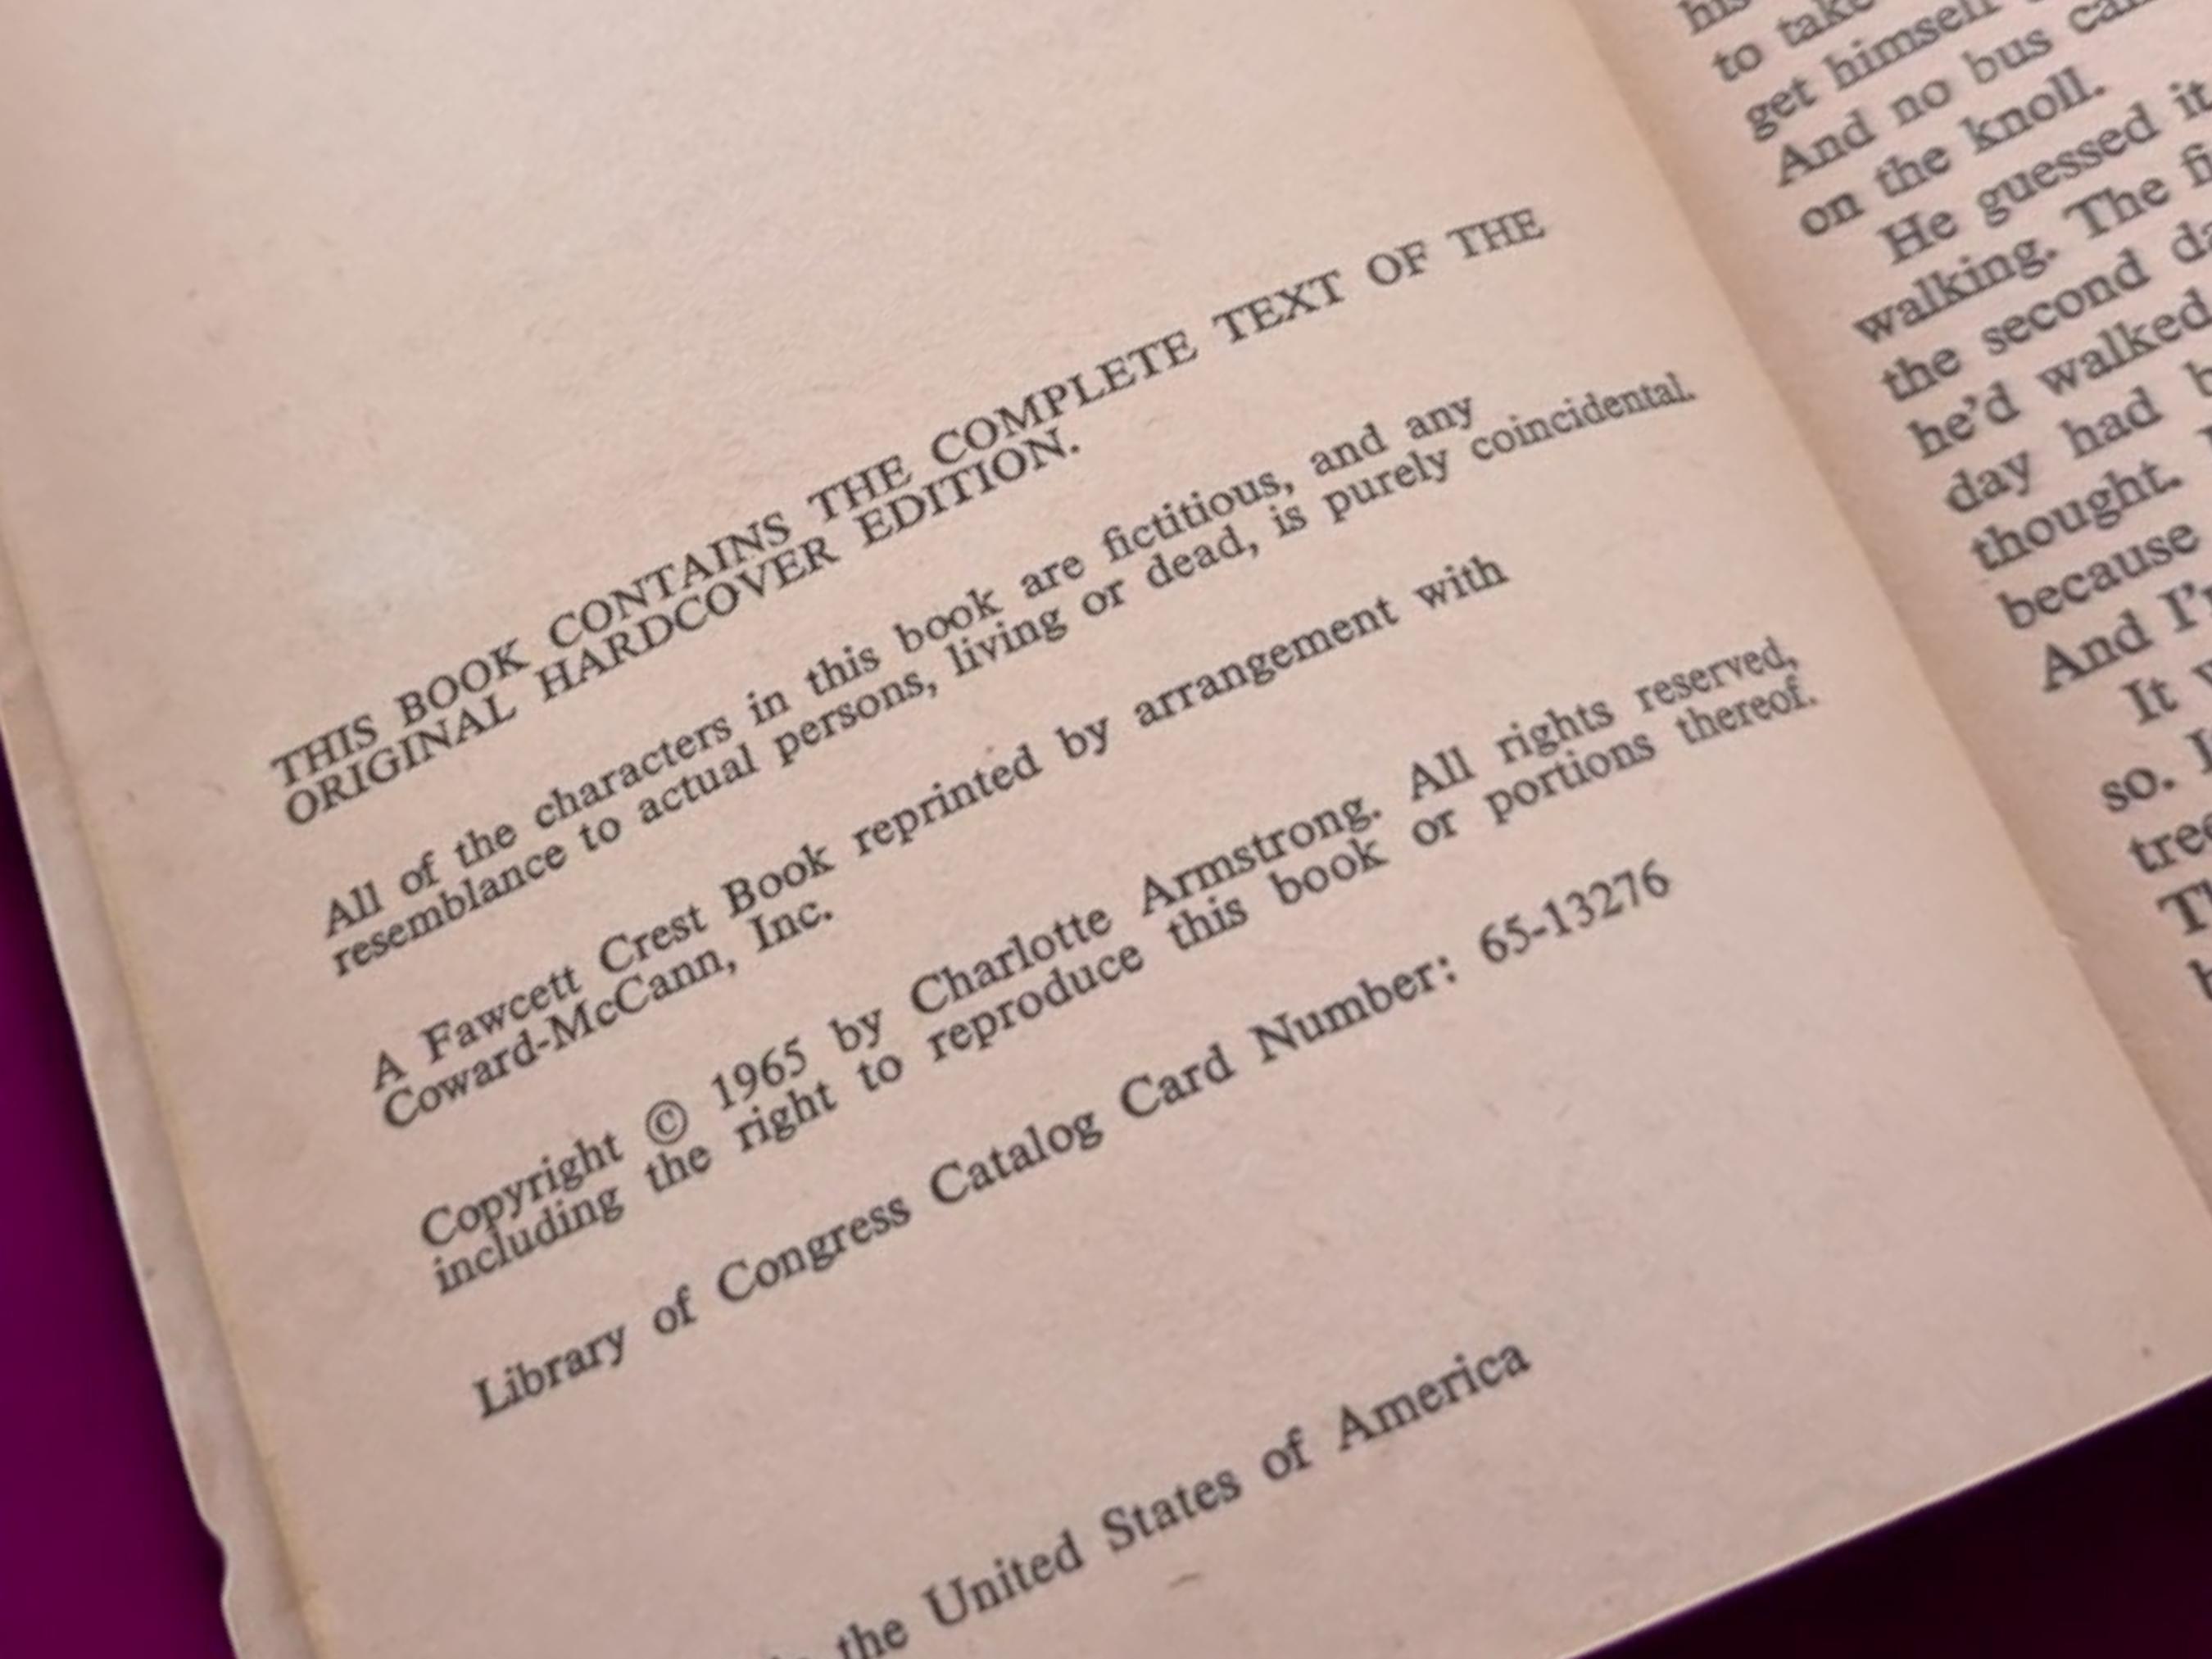 THIS BOOK CONTAINS THE COMPLETE TEXT OF THE
ORIGINAL HARDCOVER EDITION.
All of the characters in this book are fictitious, and any
resemblance to actual persons, living or dead, is purely coincidental.
A Fawcett Crest Book reprinted by arrangement with
Coward-McCann, Inc.
Copyright © 1965 by Charlotte Armstrong. All rights reserved,
including the right to reproduce this book or portions thereof.
Library of Congress Catalog Card Number: 65-13276
the United States of America
his
to take
get himself
And no bus
on the knoll.
He guessed it
walking. The
the second
he'd walked
day had
thought.
because
And
It
so.